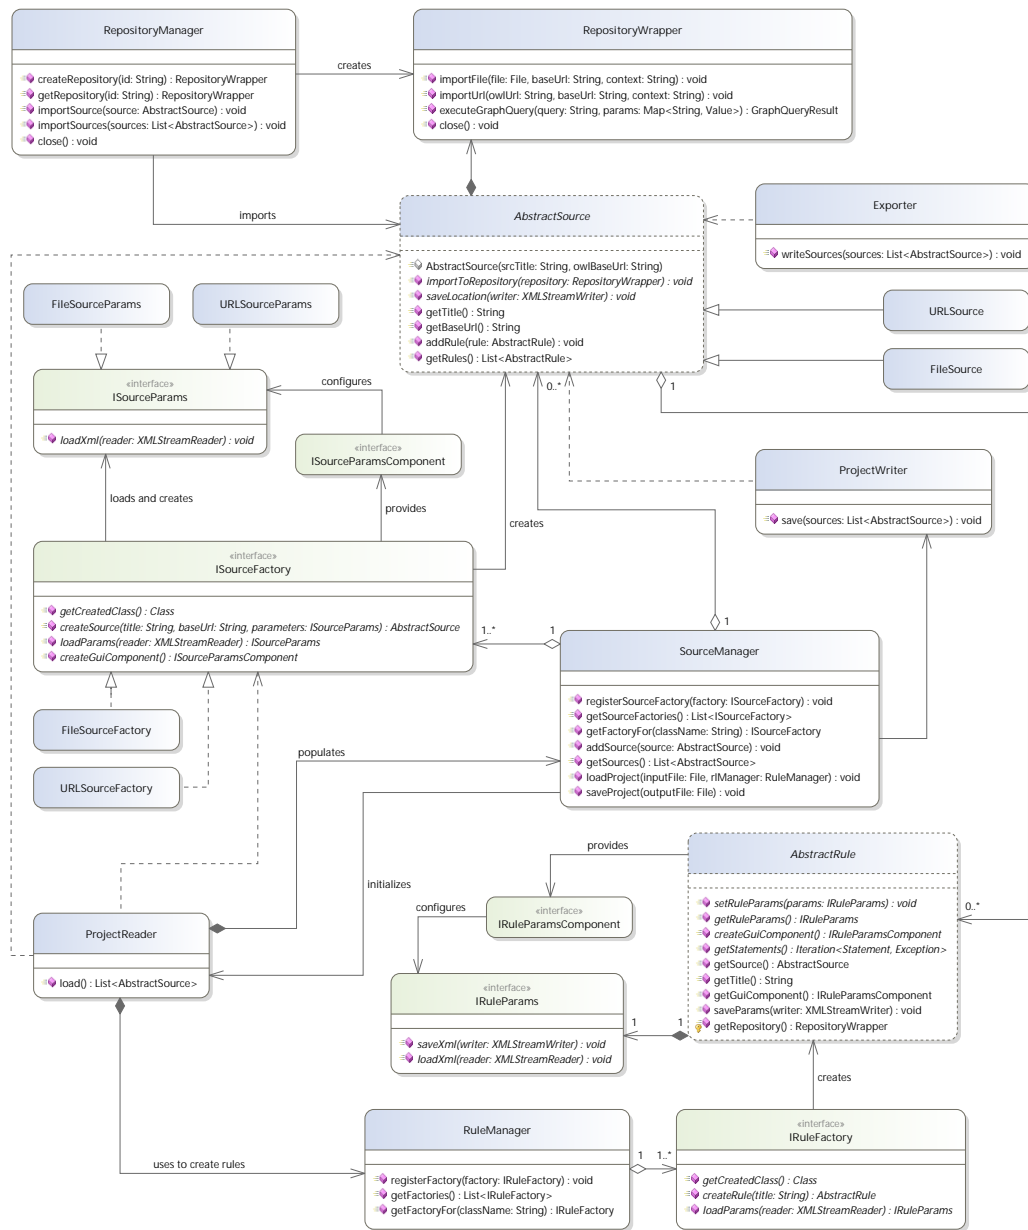 RepositoryManager
createRepository(id: String) : RepositoryWrapper
getRepository(id: String) : RepositoryWrapper
importSource(source: AbstractSource) : void
importSources(sources: List<AbstractSource>) : void
close() : void
creates
RepositoryWrapper
importFile(file: File, baseUrl: String, context: String) : void
importUrl(owlUrl: String, baseUrl: String, context: String) : void
executeGraphQuery(query: String, params: Map<String, Value>) : GraphQueryResult
close() : void
imports
AbstractSource
AbstractSource(srcTitle: String, owlBaseUrl: String)
importToRepository(repository: RepositoryWrapper) : void
saveLocation(writer: XMLStreamWriter) : void
getTitle() : String
getBaseUrl() : String
addRule(rule: AbstractRule) : void
getRules() : List<AbstractRule>
Exporter
writeSources(sources: List<AbstractSource>) : void
URLSource
FileSource
FileSourceParams
URLSourceParams
«interface»
ISourceParams
loadXml(reader: XMLStreamReader) : void
configures
«interface»
ISourceParamsComponent
0..*
1
loads and creates
provides
creates
ProjectWriter
save(sources: List<AbstractSource>) : void
«interface»
ISourceFactory
getCreatedClass() : Class
createSource(title: String, baseUrl: String, parameters: ISourceParams) : AbstractSource
loadParams(reader: XMLStreamReader) : ISourceParams
createGuiComponent() : ISourceParamsComponent
1..*
1
1
SourceManager
registerSourceFactory(factory: ISourceFactory) : void
getSourceFactories() : List<ISourceFactory>
getFactoryFor(className: String) : ISourceFactory
addSource(source: AbstractSource) : void
getSources() : List<AbstractSource>
loadProject(inputFile: File, rlManager: RuleManager) : void
saveProject(outputFile: File) : void
FileSourceFactory
URLSourceFactory
populates
initializes
provides
configures
«interface»
IRuleParamsComponent
AbstractRule
setRuleParams(params: IRuleParams) : void
getRuleParams() : IRuleParams
createGuiComponent() : IRuleParamsComponent
getStatements() : Iteration<Statement, Exception>
getSource() : AbstractSource
getTitle() : String
getGuiComponent() : IRuleParamsComponent
saveParams(writer: XMLStreamWriter) : void
getRepository() : RepositoryWrapper
0..*
ProjectReader
load() : List<AbstractSource>
«interface»
IRuleParams
saveXml(writer: XMLStreamWriter) : void
loadXml(reader: XMLStreamReader) : void
1
1
creates
uses to create rules
RuleManager
registerFactory(factory: IRuleFactory) : void
getFactories() : List<IRuleFactory>
getFactoryFor(className: String) : IRuleFactory
1
1..*
«interface»
IRuleFactory
getCreatedClass() : Class
createRule(title: String) : AbstractRule
loadParams(reader: XMLStreamReader) : IRuleParams